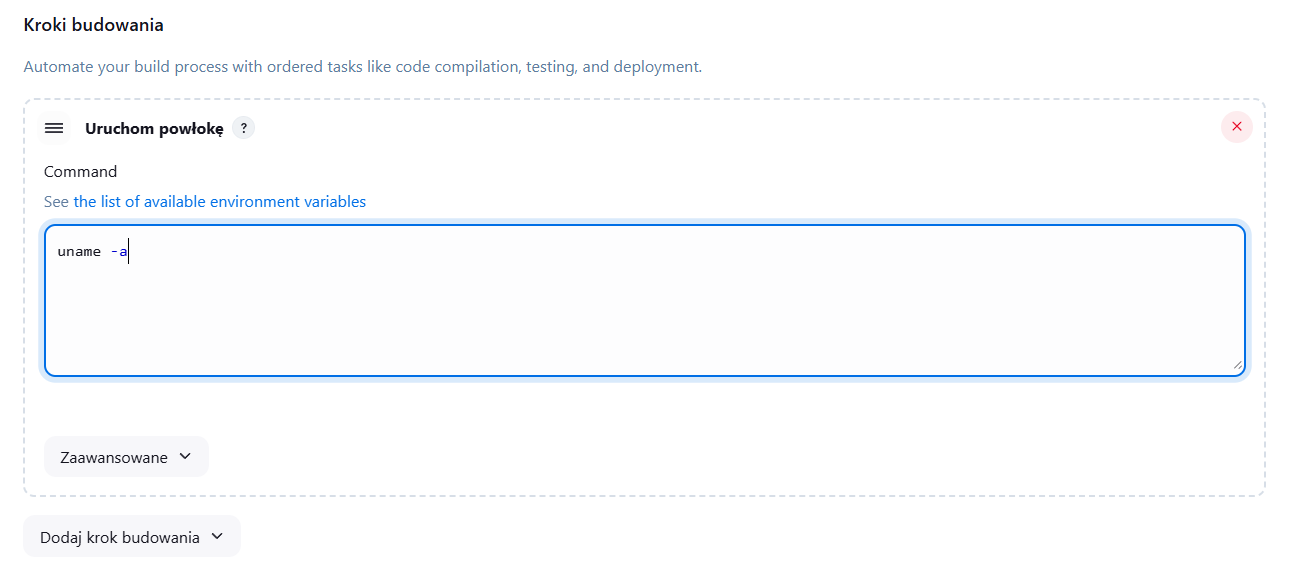 Kroki budowania
Automate your build process with ordered tasks like code compilation, testing, and deployment.
Uruchom powłokę ?
Command
See the list of available environment variables
uname -a
Zaawansowane
Dodaj krok budowania